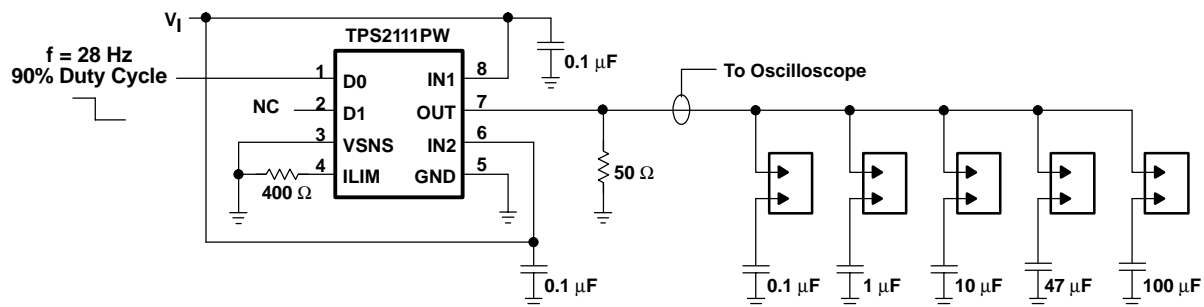 V_I
TPS2111PW
0.1 µF
f = 28 Hz
90% Duty Cycle
1 D0 IN1 8
NC 2 D1 OUT 7
3 VSNS IN2 6
4 ILIM GND 5
400 Ω
To Oscilloscope
50 Ω
0.1 µF
0.1 µF
1 µF
10 µF
47 µF
100 µF